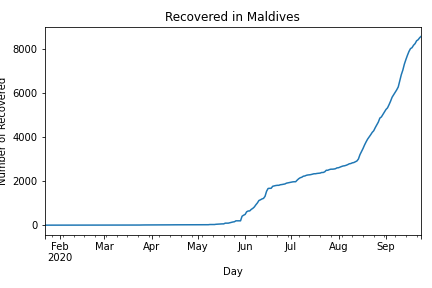 Recovered in Maldives
Number of Recovered
8000
6000
4000
2000
0
Feb
2020
Mar
Apr
May
Jun
Jul
Aug
Sep
Day